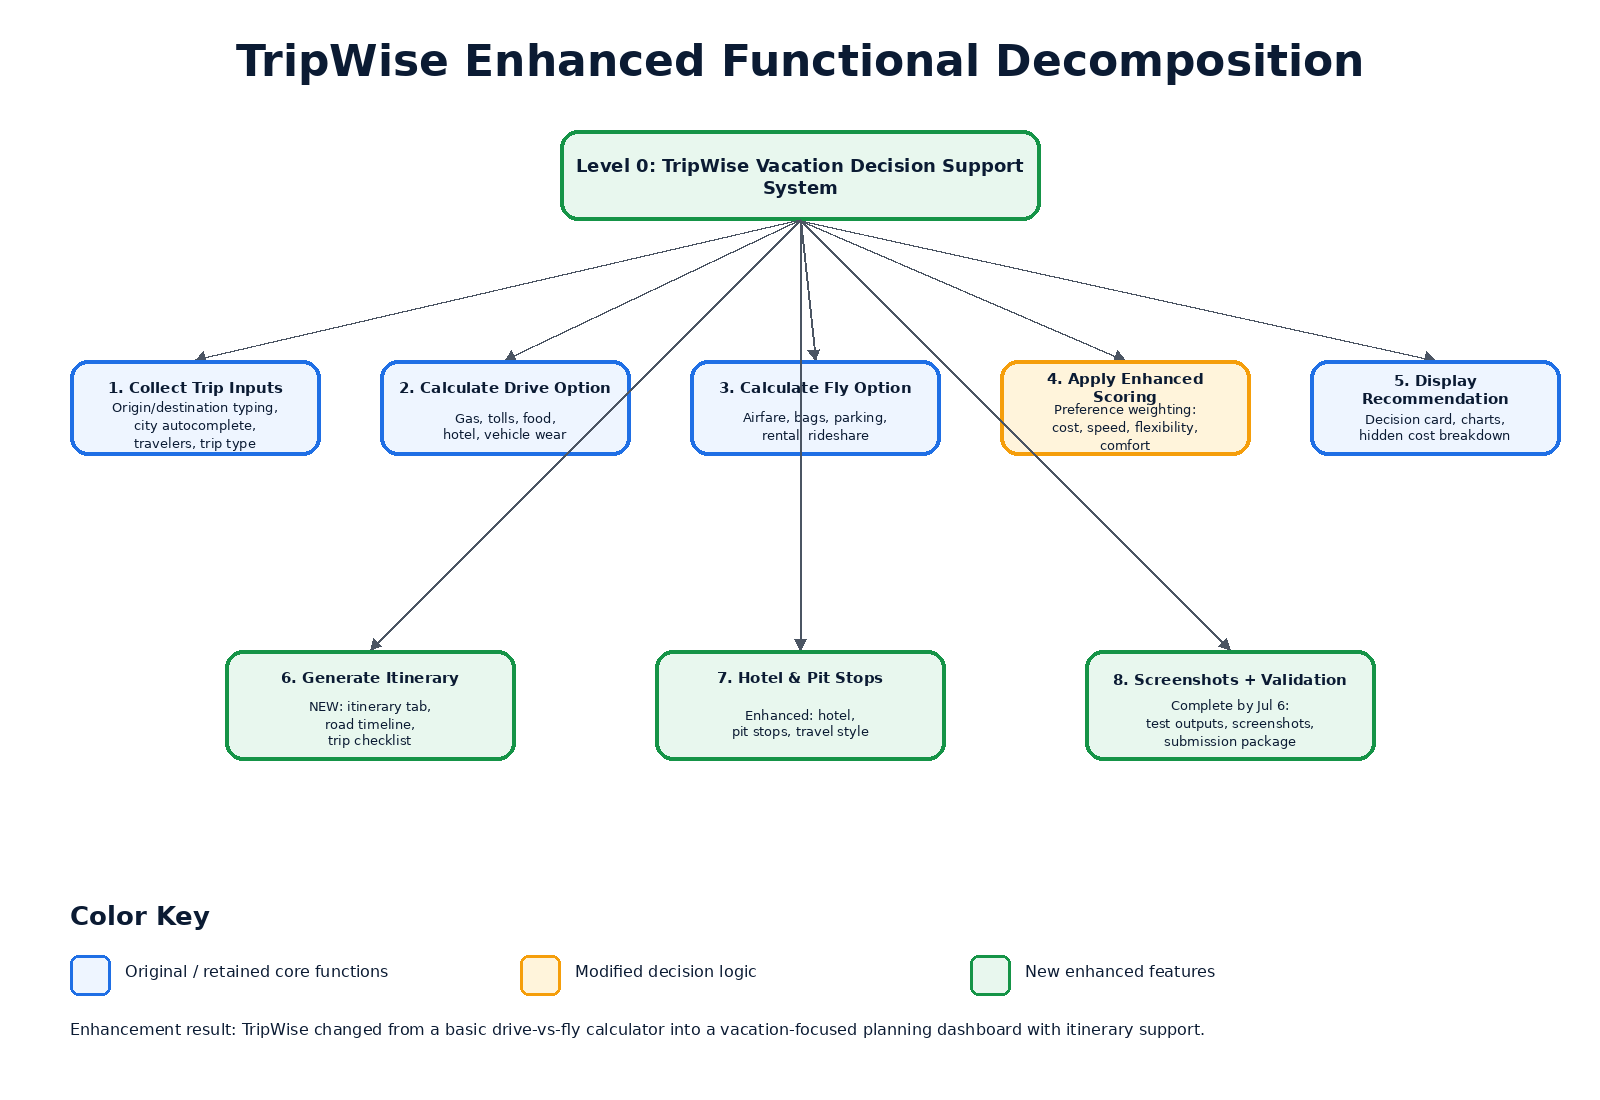 TripWise Enhanced Functional Decomposition
Level 0: TripWise Vacation Decision Support
System
1. Collect Trip Inputs
Origin/destination typing,
city autocomplete,
travelers, trip type
2. Calculate Drive Option
Gas, tolls, food,
hotel, vehicle wear
3. Calculate Fly Option
Airfare, bags, parking,
rental, rideshare
4. Apply Enhanced
Scoring
Preference weighting:
cost, speed, flexibility,
comfort
5. Display
Recommendation
Decision card, charts,
hidden cost breakdown
6. Generate Itinerary
NEW: itinerary tab,
road timeline,
trip checklist
7. Hotel & Pit Stops
Enhanced: hotel,
pit stops, travel style
8. Screenshots + Validation
Complete by Jul 6:
test outputs, screenshots,
submission package
Color Key
Original / retained core functions
Modified decision logic
New enhanced features
Enhancement result: TripWise changed from a basic drive-vs-fly calculator into a vacation-focused planning dashboard with itinerary support.